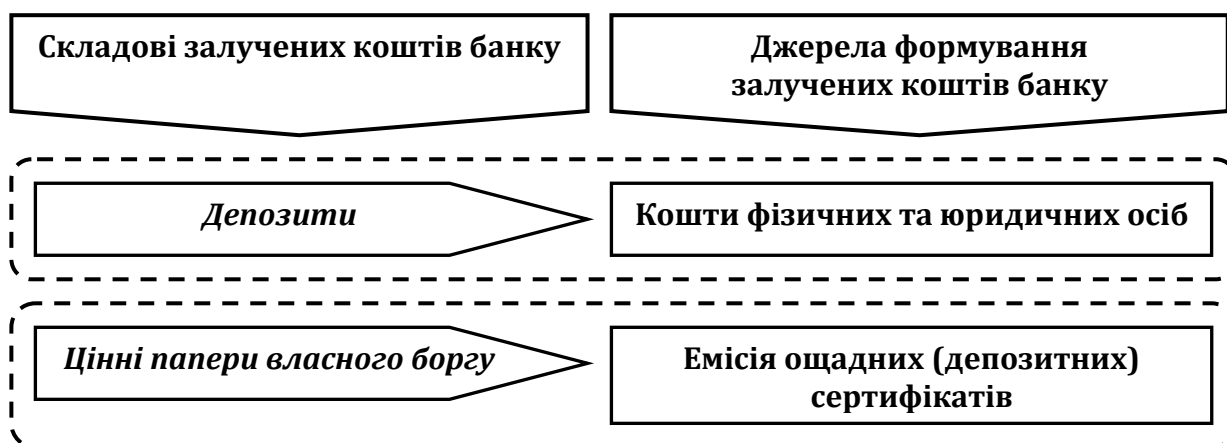 Складові залучених коштів банку
Джерела формування
залучених коштів банку
Депозити
Кошти фізичних та юридичних осіб
Цінні папери власного боргу
Емісія ощадних (депозитних)
сертифікатів